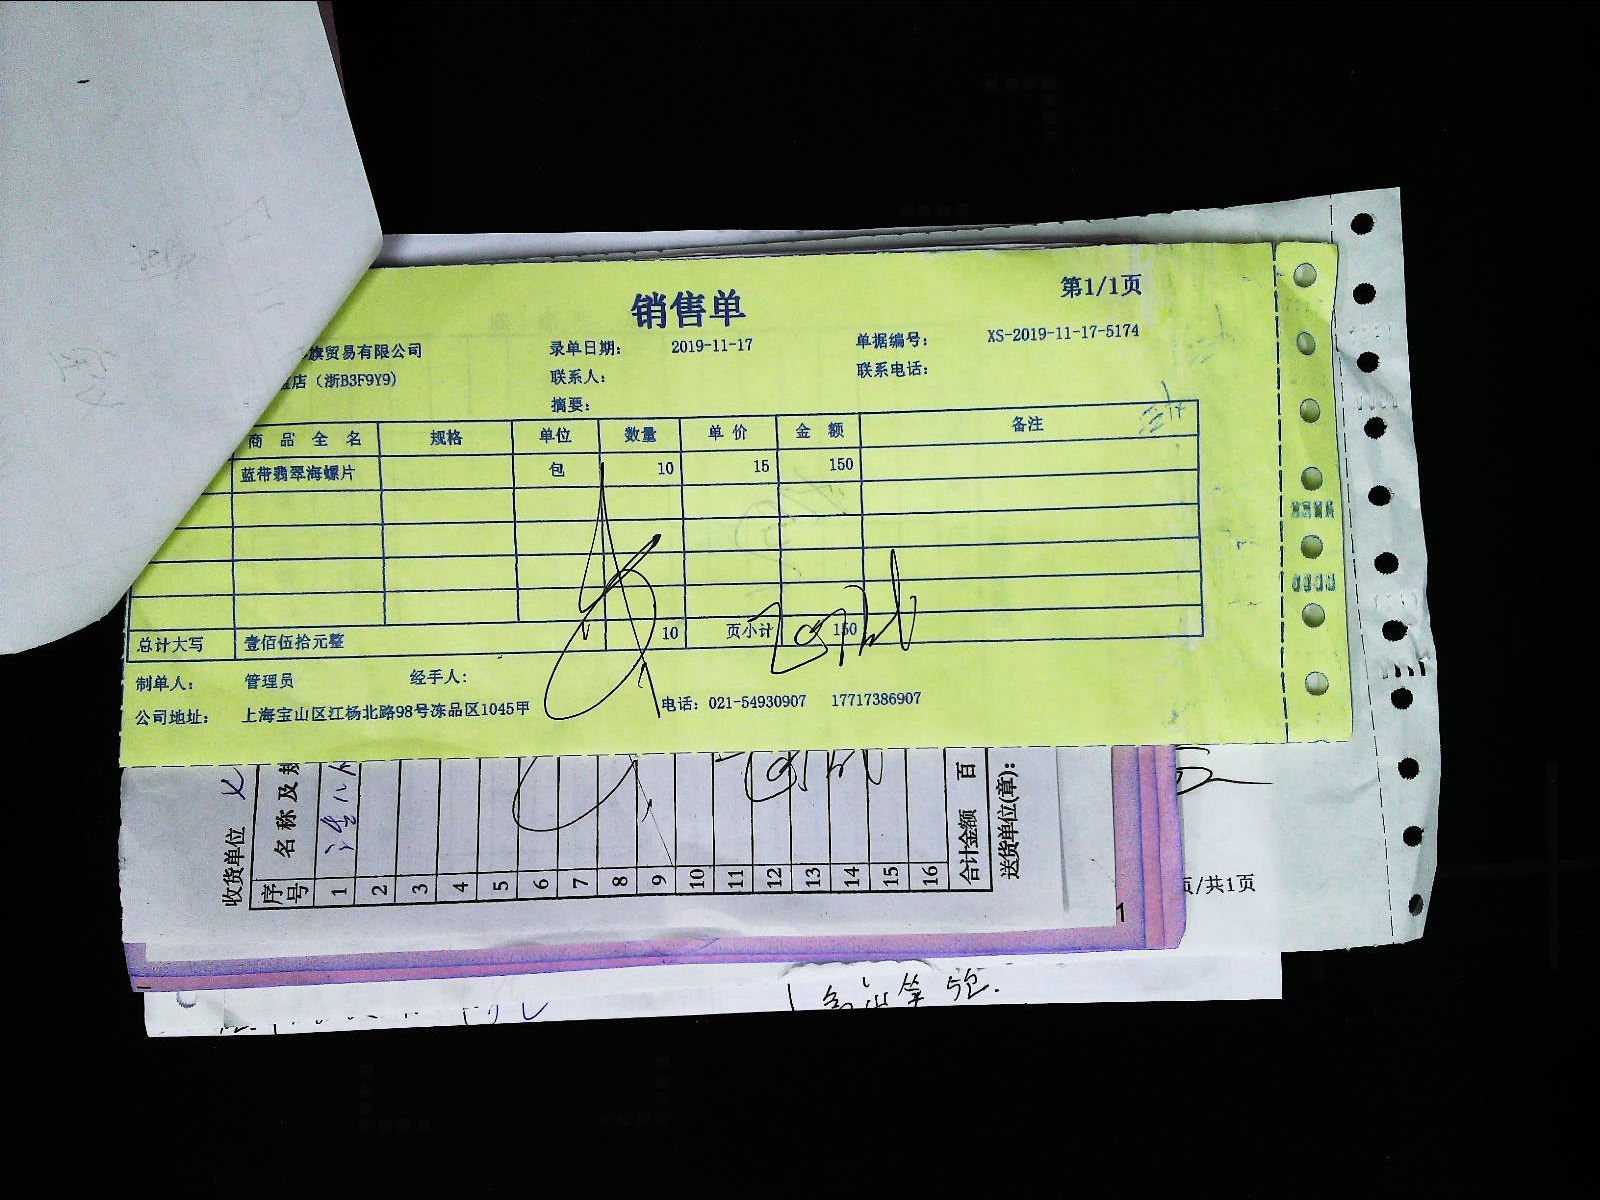 销售单
第1/1页
旗贸易有限公司 录单日期: 2019-11-17 单据编号: XS-2019-11-17-5174
店（浙B3F9Y9) 联系人: 联系电话:
摘要:
商品全名 规格 单位 数量 单价 金额 备注
蓝带翡翠海螺片 包 10 15 150
总计大写 壹佰伍拾元整 10 页小计 150
制单人: 管理员 经手人:
公司地址: 上海宝山区江杨北路98号冻品区1045甲 电话: 021-54930907 17717386907
收货单位
序号 名称及规
1
2
3
4
5
6
7
8
9
10
11
12
13
14
15
16
合计金额 百
送货单位(章):
页/共1页
1